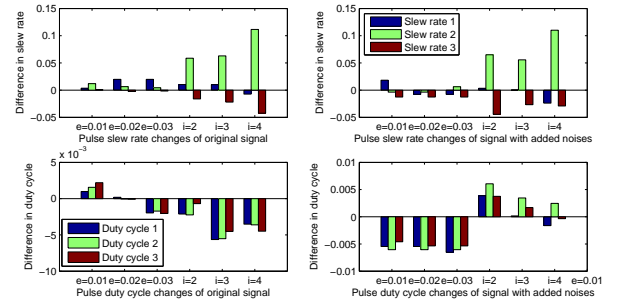 0.15
0.1
0.05
0
−0.05
Difference in slew rate
e=0.01 e=0.02 e=0.03 i=2 i=3 i=4
Pulse slew rate changes of original signal
0.15
0.1
0.05
0
−0.05
Difference in slew rate
Slew rate 1
Slew rate 2
Slew rate 3
e=0.01 e=0.02 e=0.03 i=2 i=3 i=4
Pulse slew rate changes of signal with added noises
x 10⁻³
5
0
−5
−10
Difference in duty cycle
Duty cycle 1
Duty cycle 2
Duty cycle 3
e=0.01 e=0.02 e=0.03 i=2 i=3 i=4
Pulse duty cycle changes of original signal
0.01
0.005
0
−0.005
−0.01
Difference in duty cycle
e=0.01 e=0.02 e=0.03 i=2 i=3 i=4 e=0.01
Pulse duty cycle changes of signal with added noises